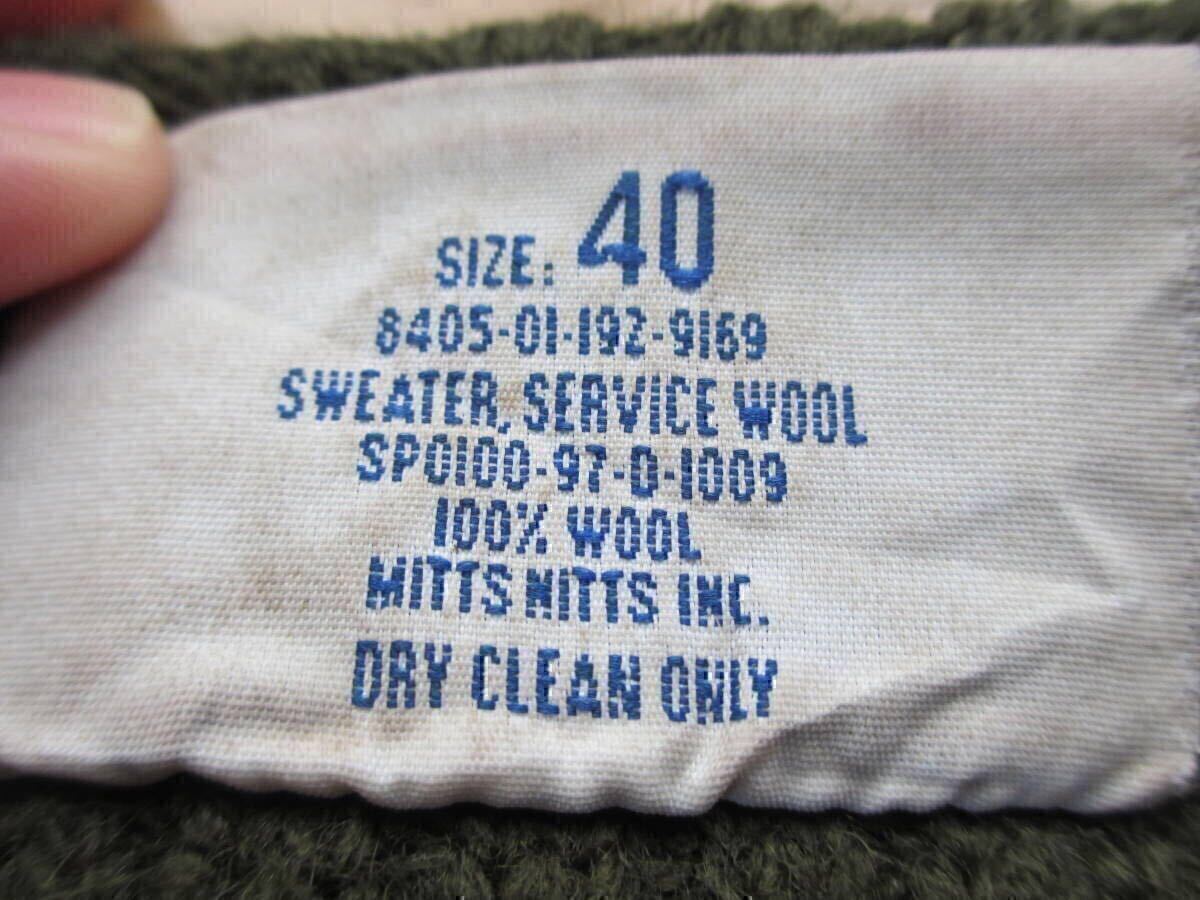 SIZE: 40
8405-01-192-9169
SWEATER, SERVICE WOOL
SP0100-97-D-1009
100% WOOL
MITTS NITTS INC.
DRY CLEAN ONLY